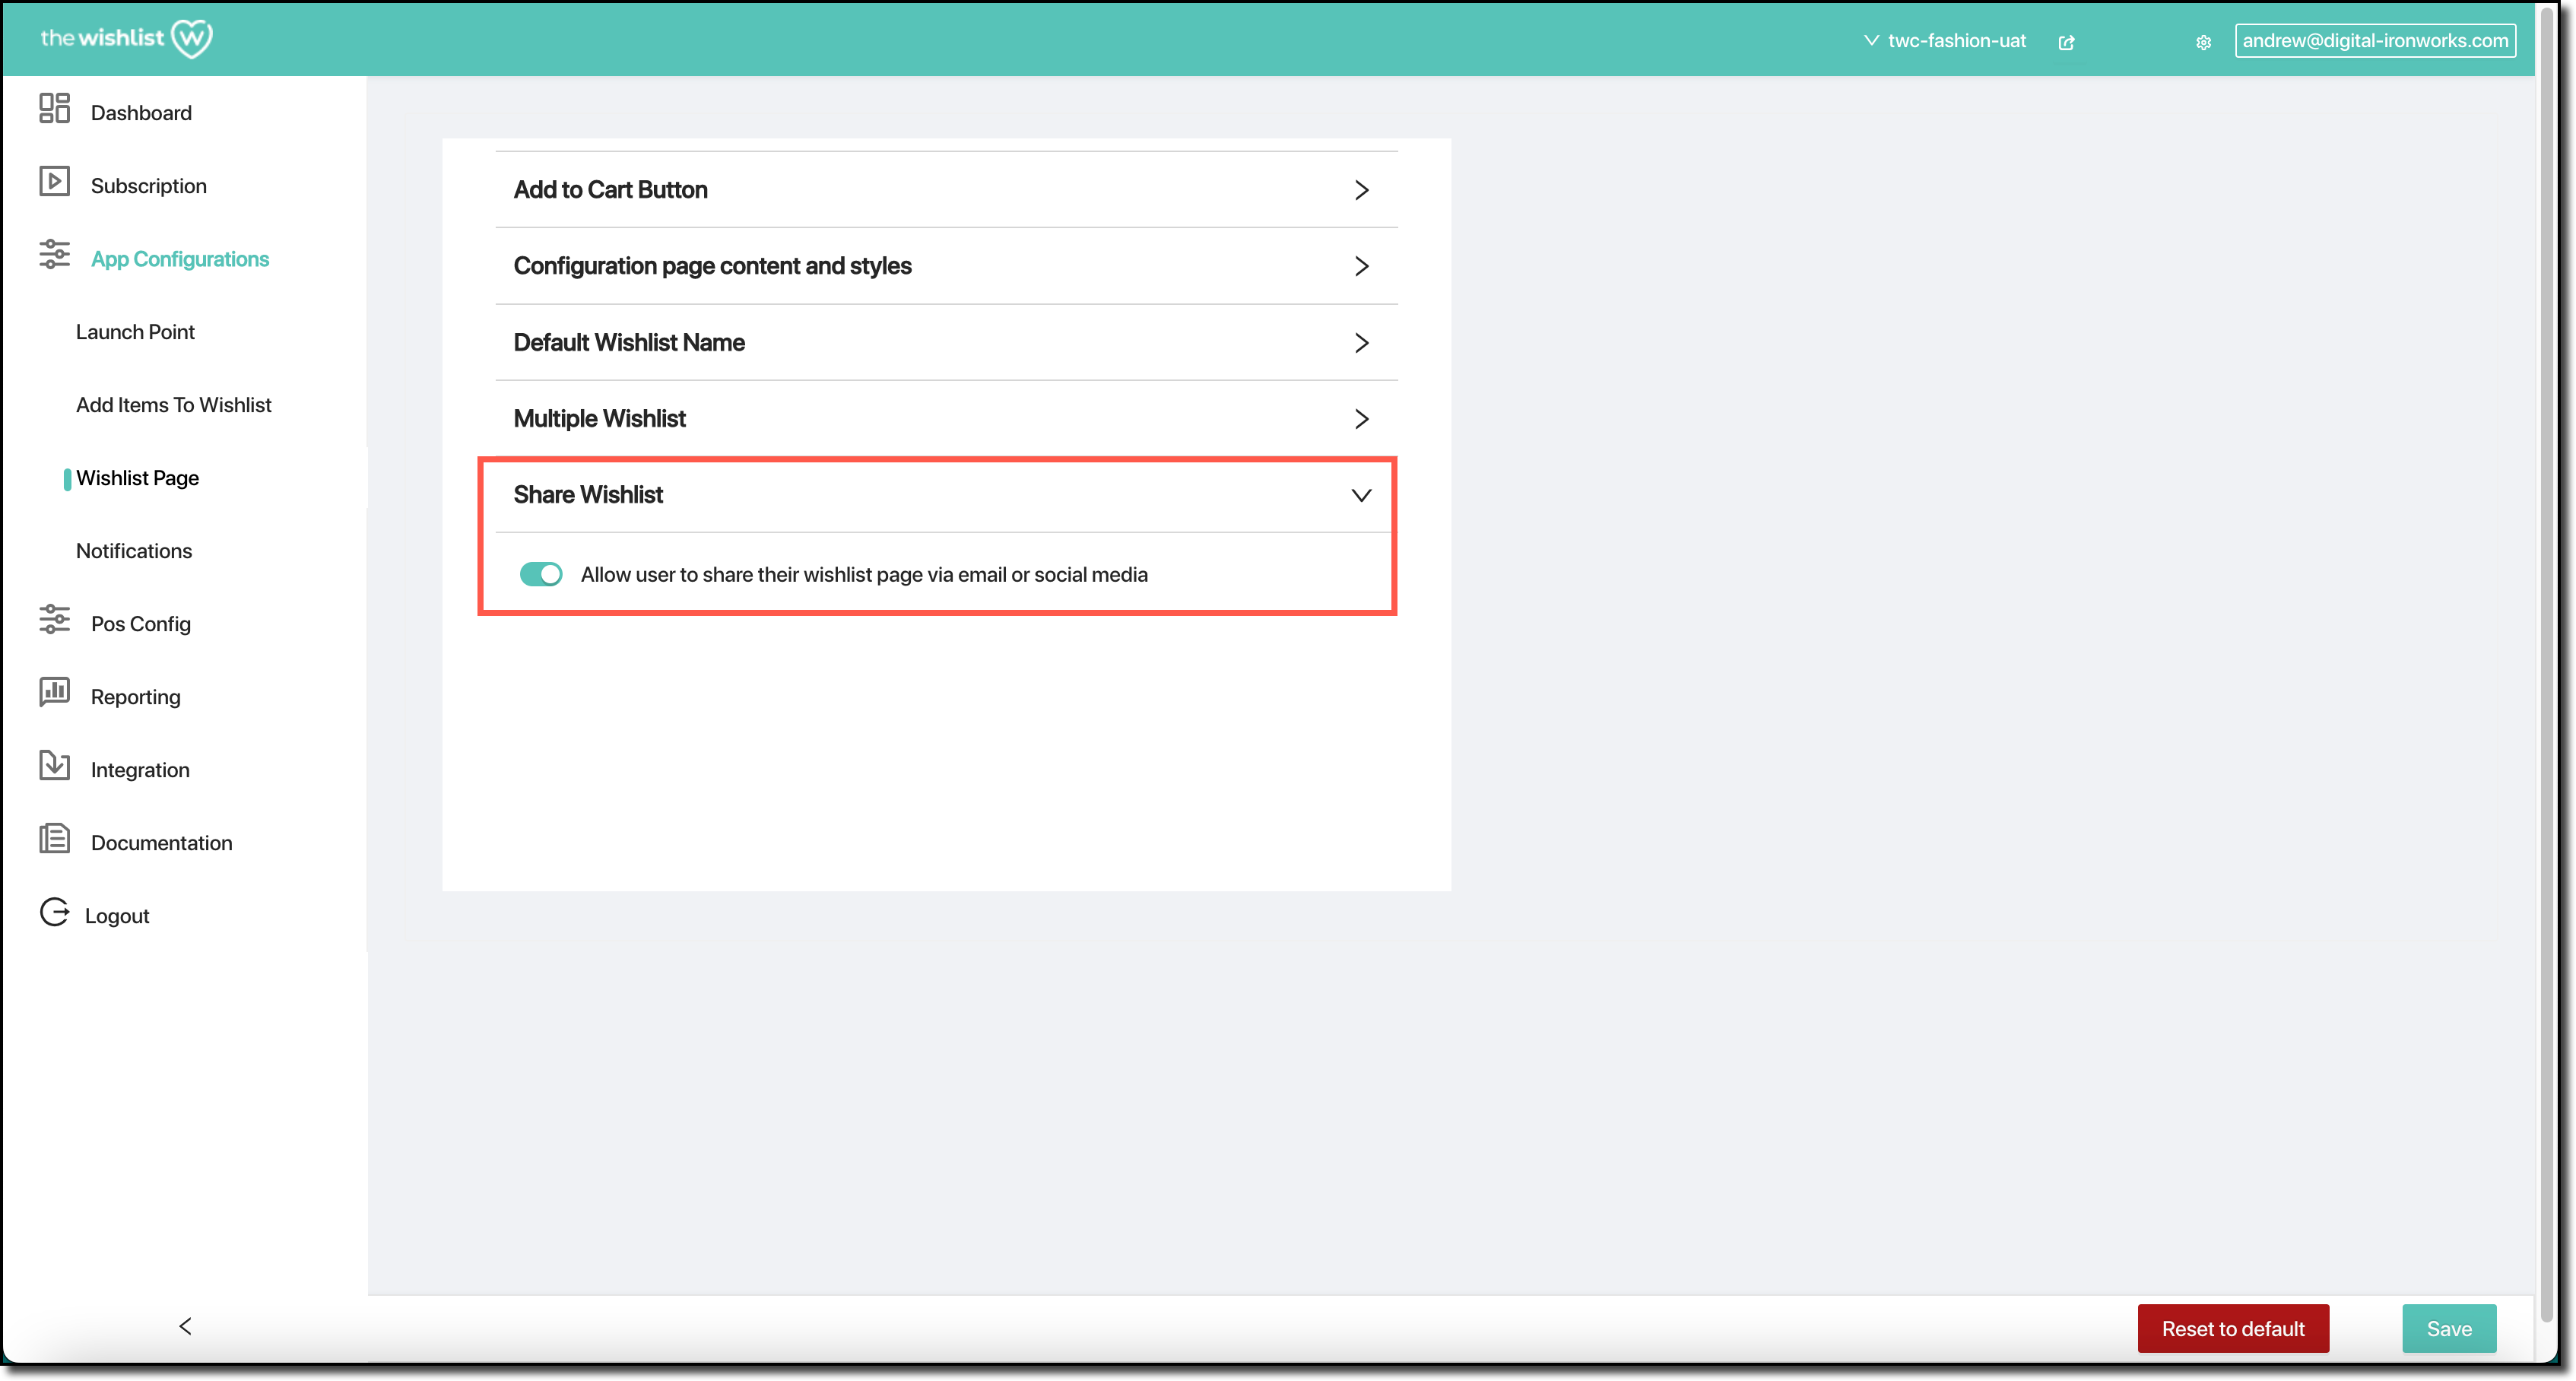 the wishlist W
twc-fashion-uat
andrew@digital-ironworks.com
Dashboard
Subscription
App Configurations
Launch Point
Add Items To Wishlist
Wishlist Page
Notifications
Pos Config
Reporting
Integration
Documentation
Logout
Add to Cart Button
Configuration page content and styles
Default Wishlist Name
Multiple Wishlist
Share Wishlist
Allow user to share their wishlist page via email or social media
Reset to default
Save